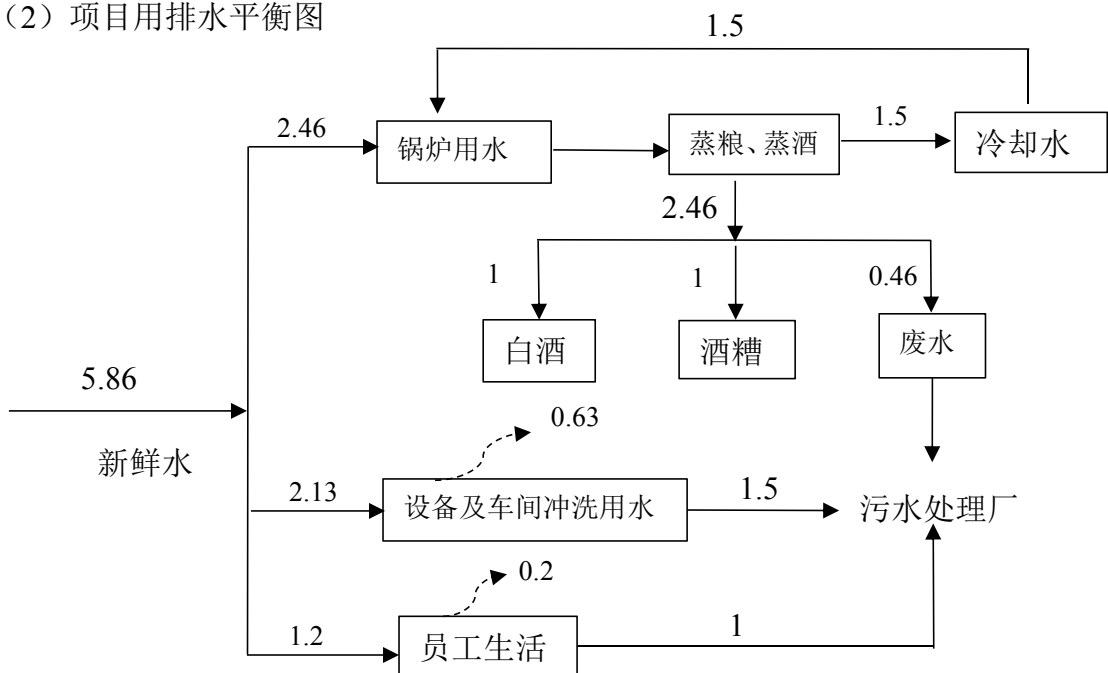 （2）项目用排水平衡图
1.5
2.46
锅炉用水
蒸粮、蒸酒
1.5
冷却水
2.46
1
1
0.46
白酒
酒糟
废水
5.86
新鲜水
0.63
2.13
设备及车间冲洗用水
1.5
污水处理厂
0.2
1.2
员工生活
1